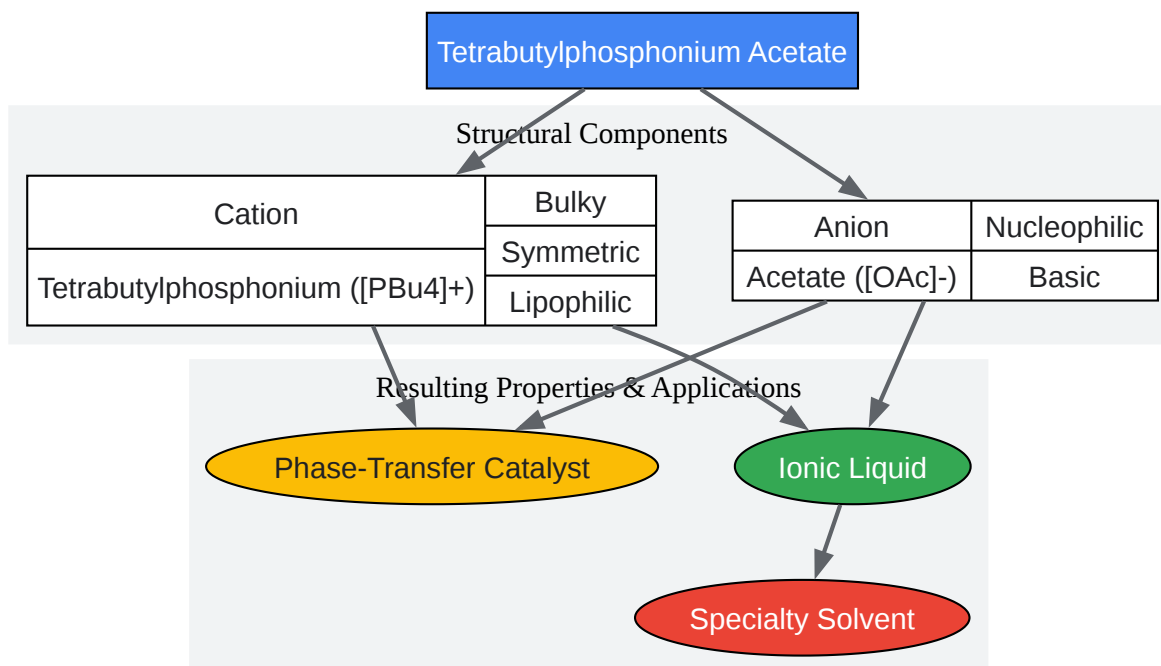 Tetrabutylphosphonium Acetate
Structural Components
Cation
Tetrabutylphosphonium ([PBu4]+)
Bulky
Symmetric
Lipophilic
Anion
Acetate ([OAc]-)
Nucleophilic
Basic
Resulting Properties & Applications
Phase-Transfer Catalyst
Ionic Liquid
Specialty Solvent